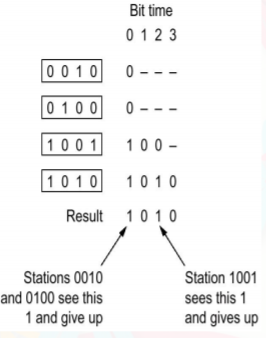 Bit time
0 1 2 3
0 0 1 0 0 – – –
0 1 0 0 0 – – –
1 0 0 1 1 0 0 –
1 0 1 0 1 0 1 0
Result 1 0 1 0
Stations 0010
and 0100 see this
1 and give up
Station 1001
sees this 1
and gives up